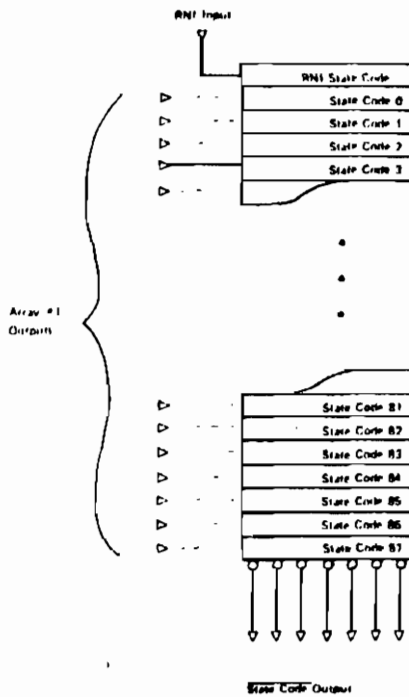 RNI Input
RNI State Code
State Code 0
State Code 1
State Code 2
State Code 3
Array #1
Outputs
State Code 81
State Code 82
State Code 83
State Code 84
State Code 85
State Code 86
State Code 87
State Code Output